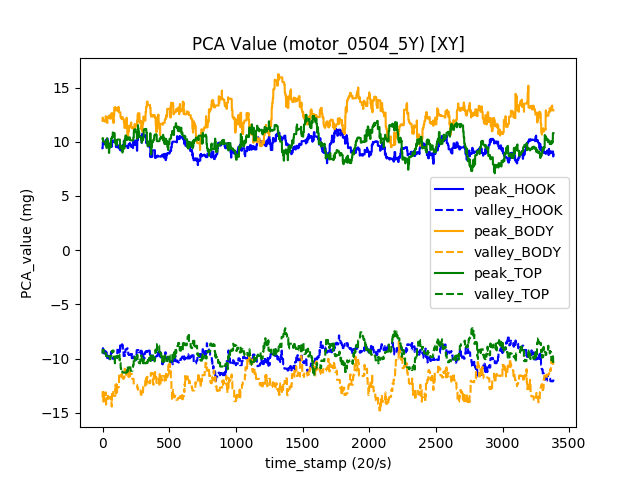 PCA Value (motor_0504_5Y) [XY]
PCA_value (mg)
15
10
5
0
−5
−10
−15
peak_HOOK
valley_HOOK
peak_BODY
valley_BODY
peak_TOP
valley_TOP
0 500 1000 1500 2000 2500 3000 3500
time_stamp (20/s)